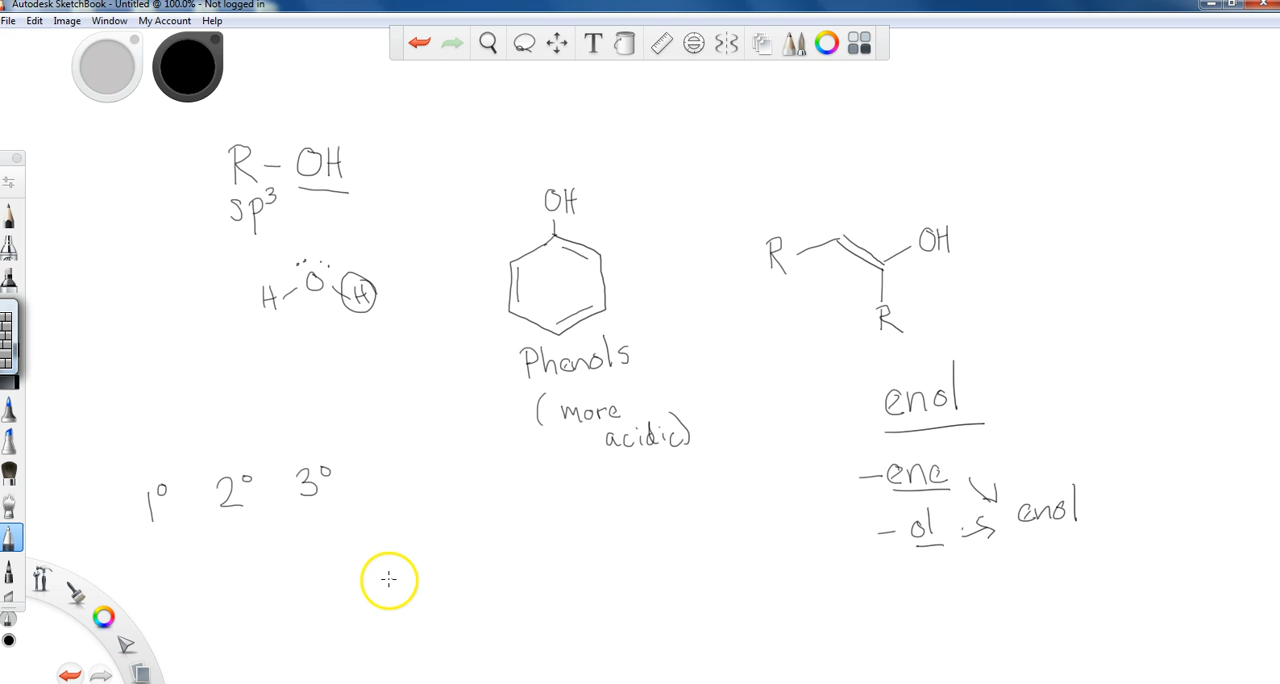 Autodesk SketchBook - Untitled @ 100.0% - Not logged in
File Edit Image Window My Account Help
T
R - OH
sp³
H O H
1° 2° 3°
OH
Phenols
(more
acidic)
R OH
R
enol
-ene
-ol → enol